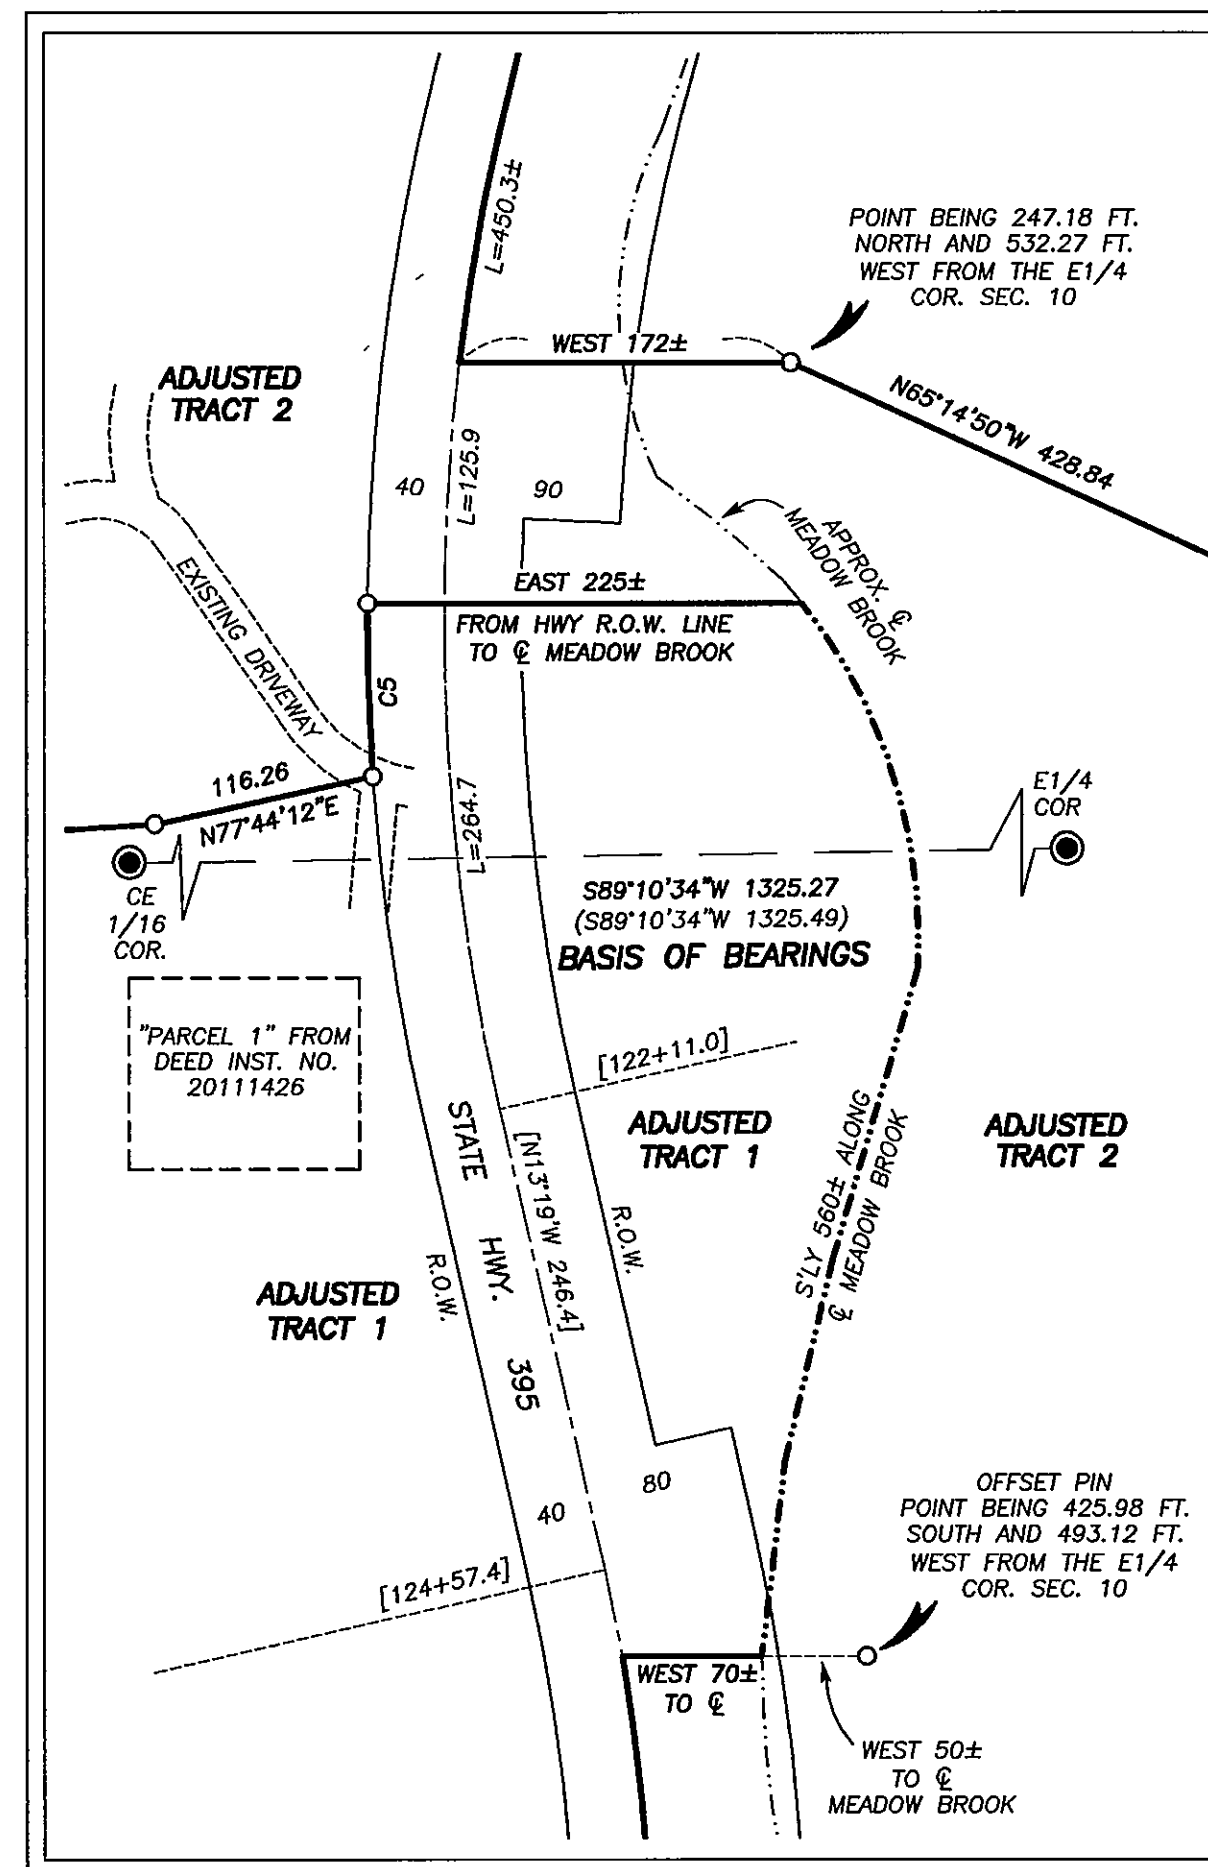 L=450.3±
POINT BEING 247.18 FT.
NORTH AND 532.27 FT.
WEST FROM THE E1/4
COR. SEC. 10
WEST 172±
ADJUSTED
TRACT 2
N65°14'50"W 428.84
40
L=125.9
90
APPROX. ℄
MEADOW BROOK
EXISTING DRIVEWAY
EAST 225±
FROM HWY R.O.W. LINE
TO ℄ MEADOW BROOK
C5
116.26
N77°44'12"E
L=264.7
E1/4
COR
CE
1/16
COR.
S89°10'34"W 1325.27
(S89°10'34"W 1325.49)
BASIS OF BEARINGS
"PARCEL 1" FROM
DEED INST. NO.
20111426
[122+11.0]
STATE HWY. 395
[N13°19'W 246.4]
ADJUSTED
TRACT 1
ADJUSTED
TRACT 2
S'LY 560± ALONG
℄ MEADOW BROOK
R.O.W.
R.O.W.
ADJUSTED
TRACT 1
80
40
OFFSET PIN
POINT BEING 425.98 FT.
SOUTH AND 493.12 FT.
WEST FROM THE E1/4
COR. SEC. 10
[124+57.4]
WEST 70±
TO ℄
WEST 50±
TO ℄
MEADOW BROOK